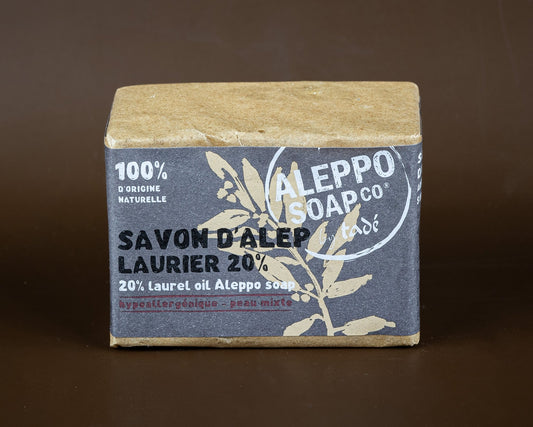 100%
D'ORIGINE
NATURELLE
ALEPPO
SOAP CO®
by tadé
SAVON D'ALEP
LAURIER 20%
20% laurel oil Aleppo soap
hypoallergénique - peau mixte